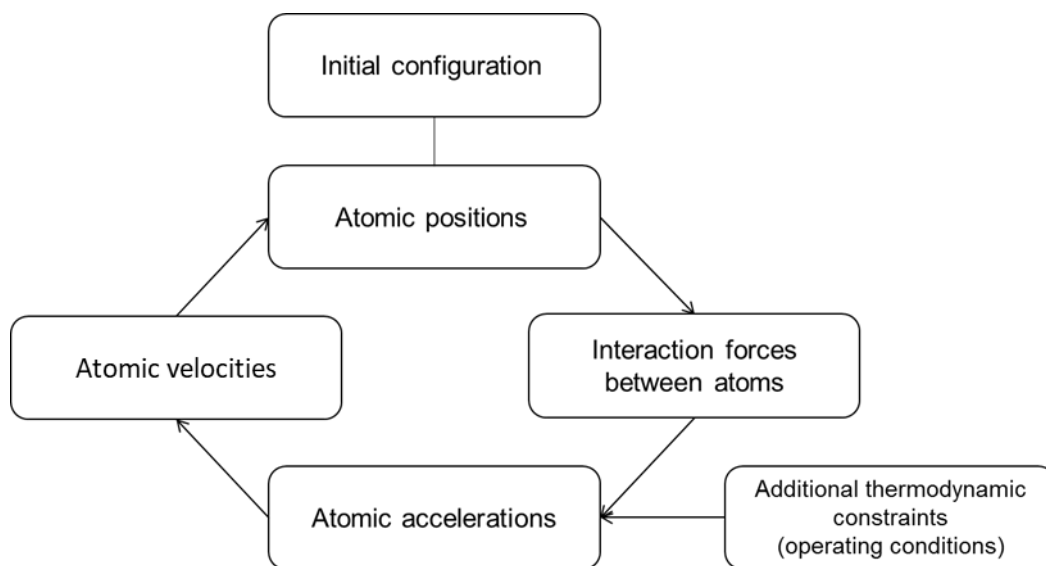 Initial configuration
Atomic positions
Atomic velocities
Interaction forces
between atoms
Atomic accelerations
Additional thermodynamic
constraints
(operating conditions)